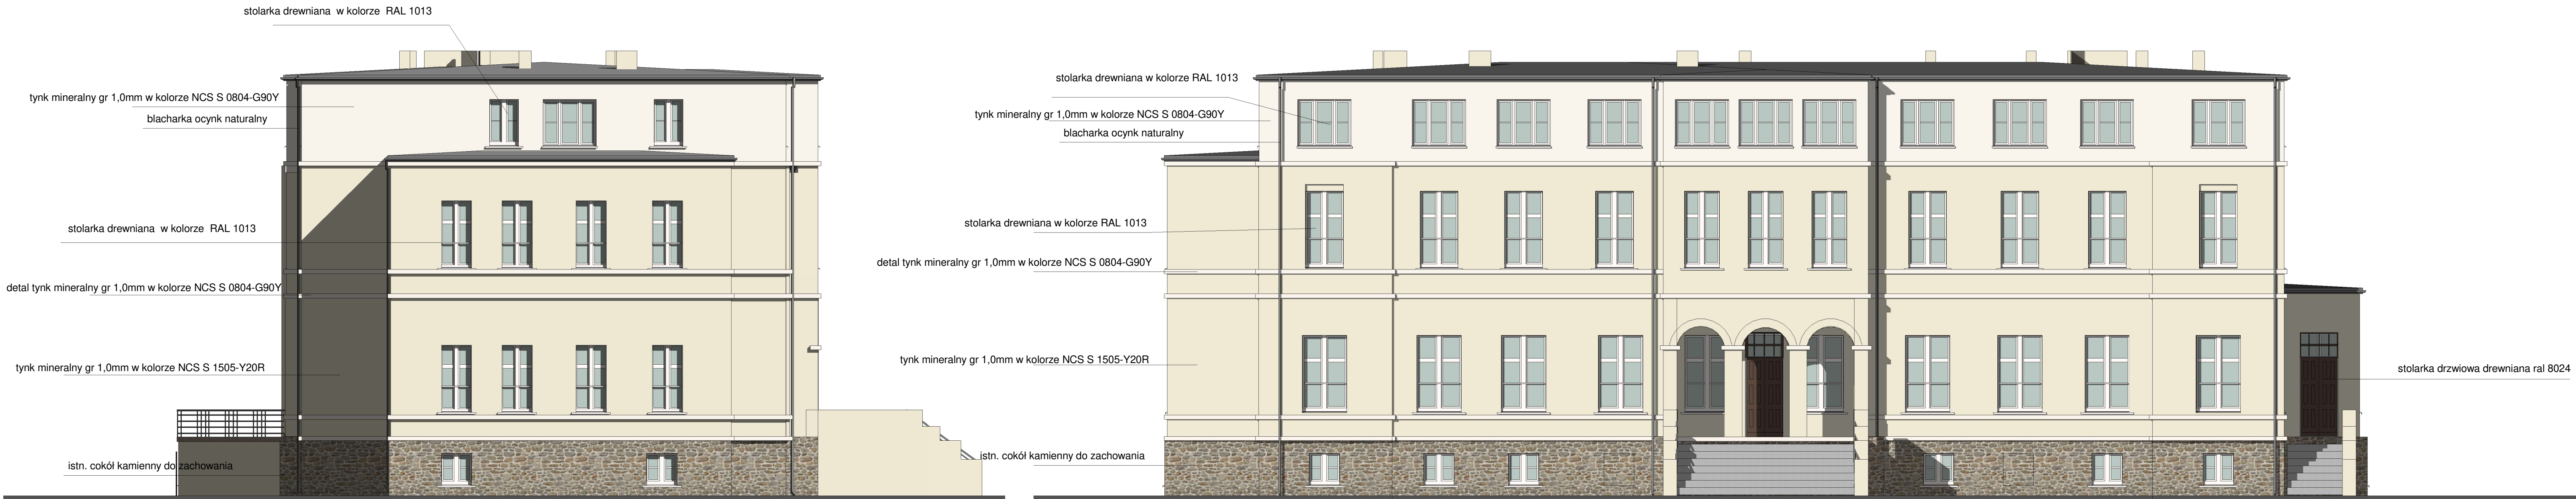 stolarka drewniana w kolorze RAL 1013
tynk mineralny gr 1,0mm w kolorze NCS S 0804-G90Y
blacharka ocynk naturalny
stolarka drewniana w kolorze RAL 1013
detal tynk mineralny gr 1,0mm w kolorze NCS S 0804-G90Y
tynk mineralny gr 1,0mm w kolorze NCS S 1505-Y20R
istn. cokół kamienny do zachowania
stolarka drewniana w kolorze RAL 1013
tynk mineralny gr 1,0mm w kolorze NCS S 0804-G90Y
blacharka ocynk naturalny
stolarka drewniana w kolorze RAL 1013
detal tynk mineralny gr 1,0mm w kolorze NCS S 0804-G90Y
tynk mineralny gr 1,0mm w kolorze NCS S 1505-Y20R
istn. cokół kamienny do zachowania
stolarka drzwiowa drewniana ral 8024